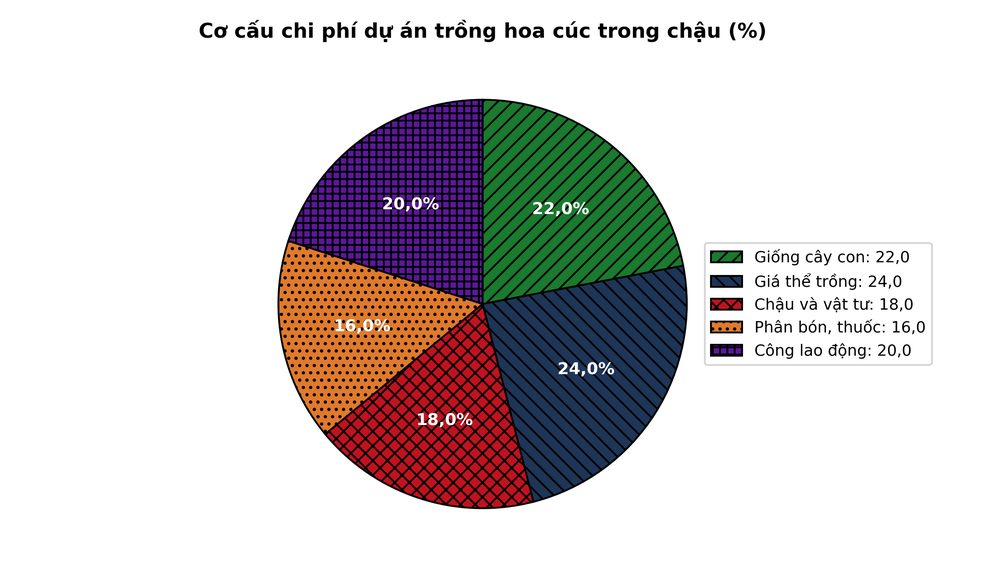 Cơ cấu chi phí dự án trồng hoa cúc trong chậu (%)
20,0%
22,0%
16,0%
24,0%
18,0%
Giống cây con: 22,0
Giá thể trồng: 24,0
Chậu và vật tư: 18,0
Phân bón, thuốc: 16,0
Công lao động: 20,0